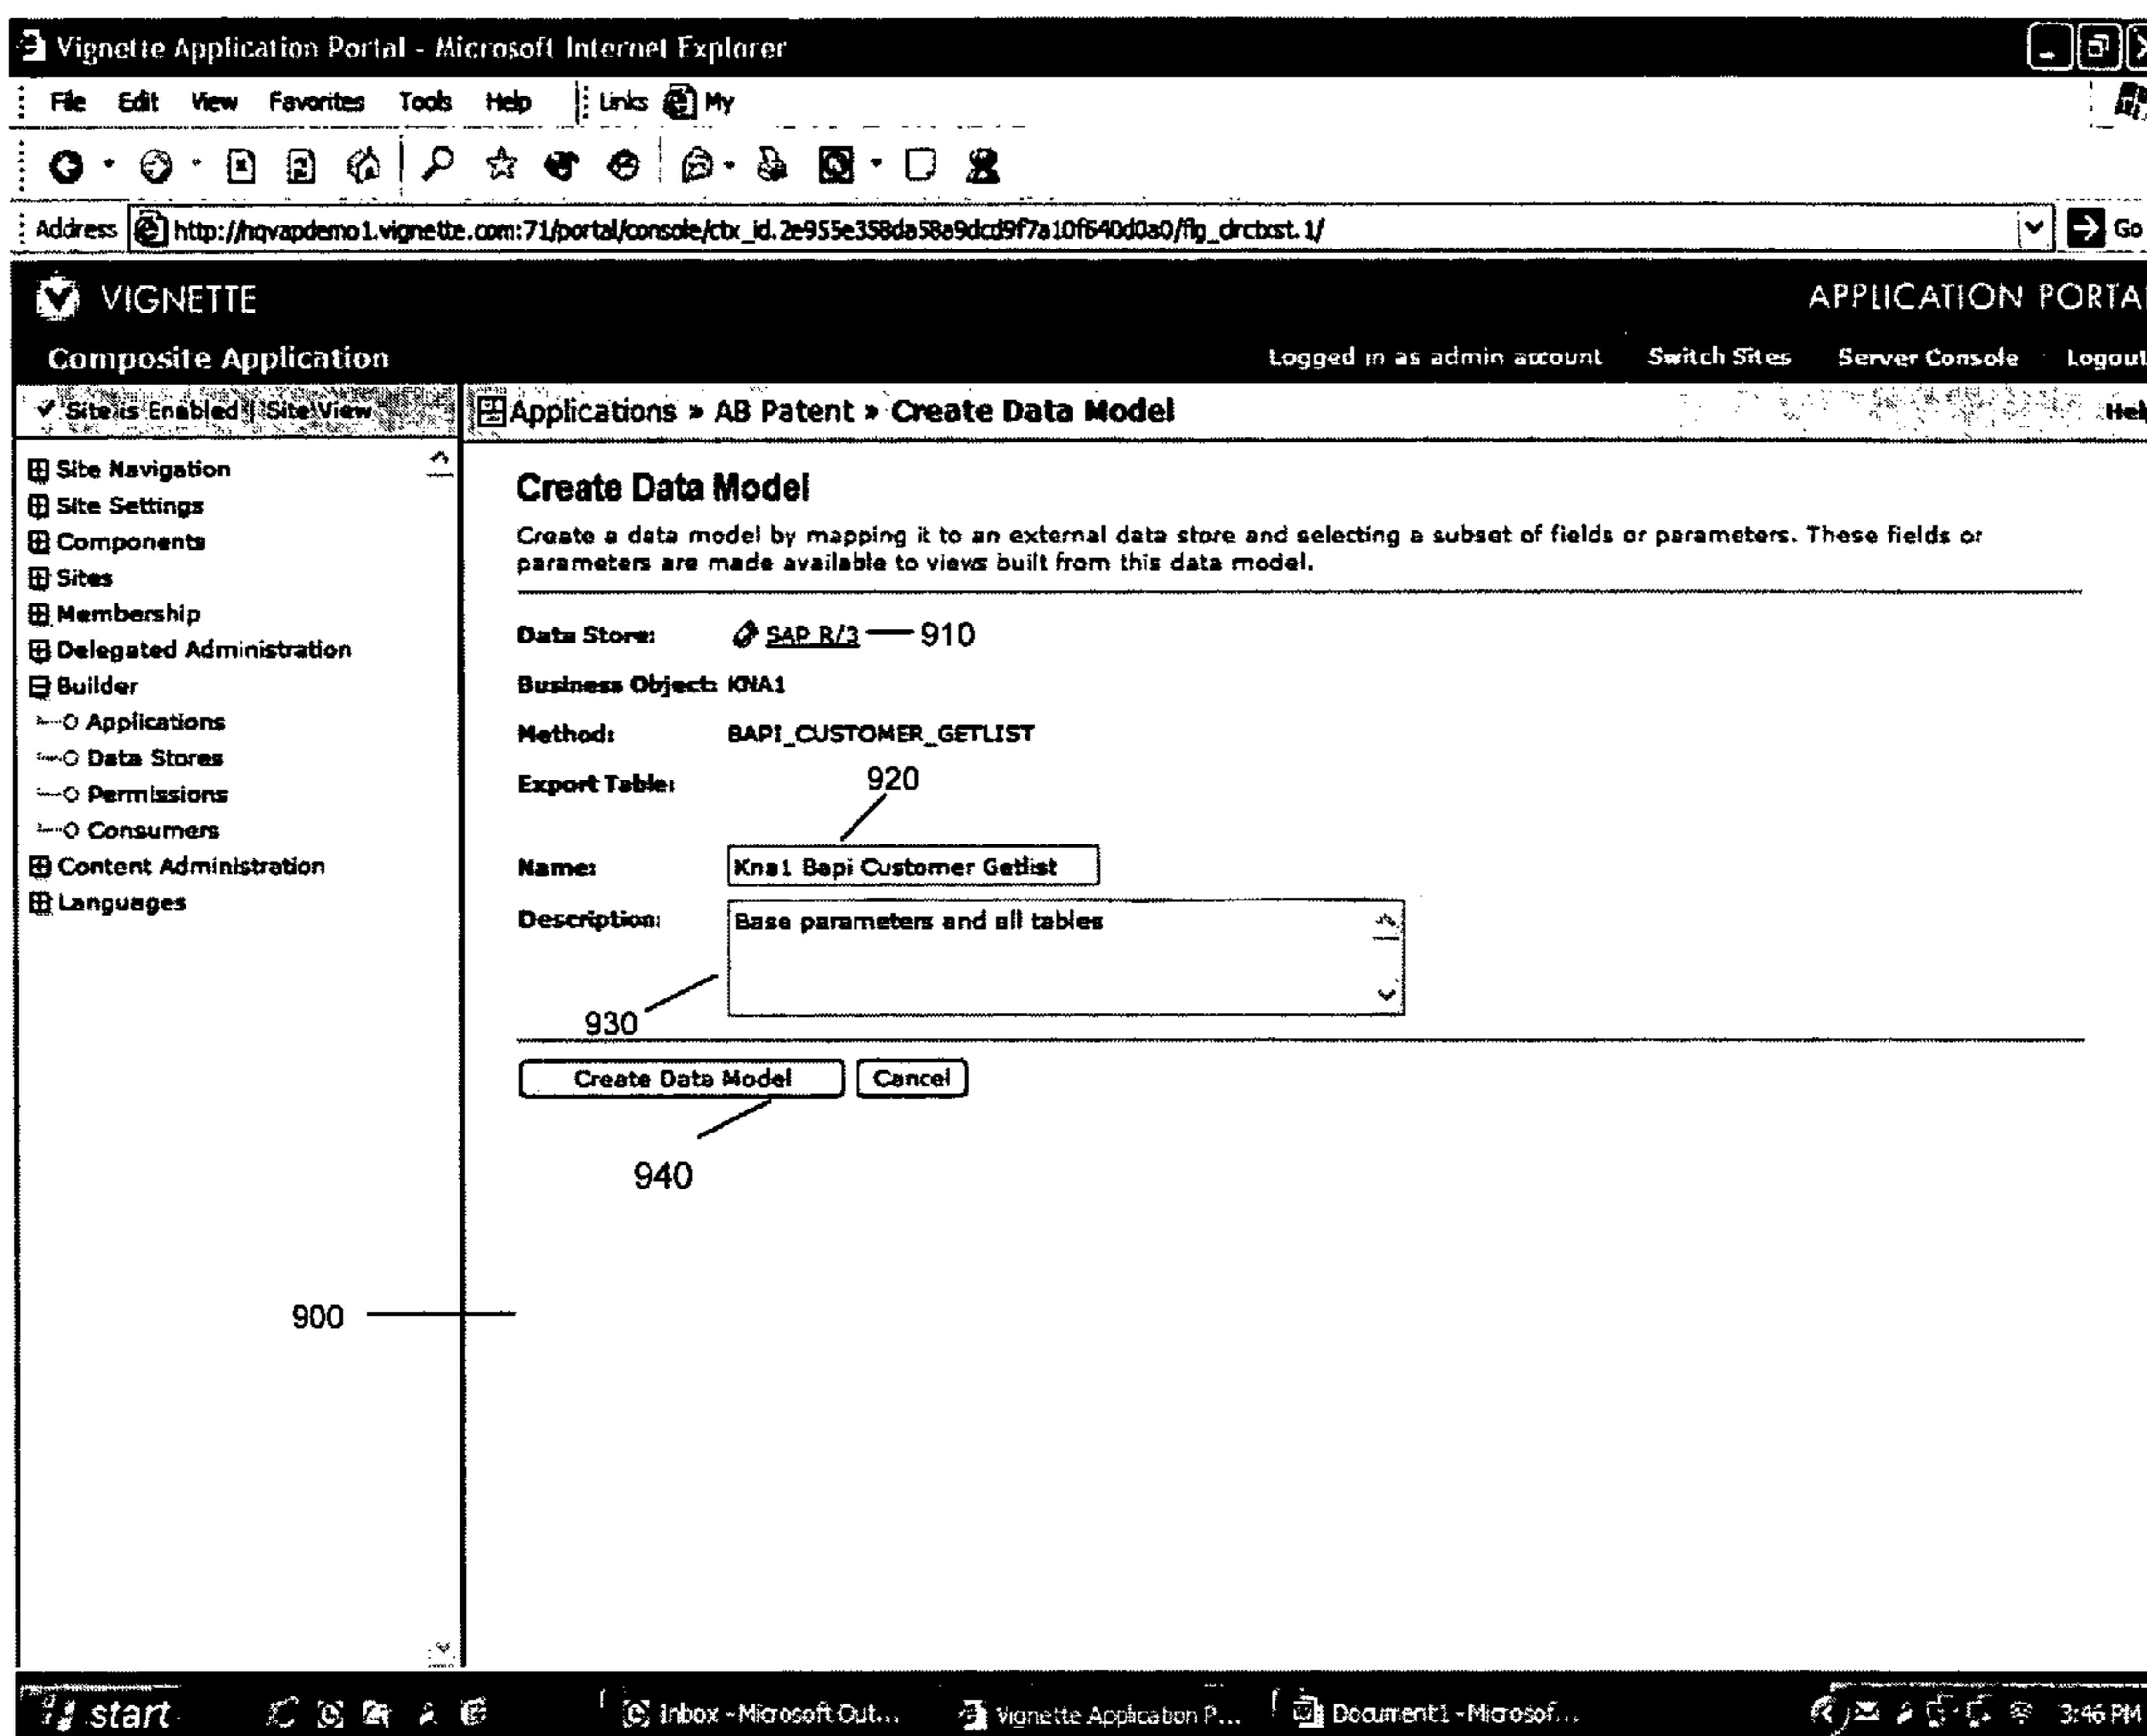 Vignette Application Portal - Microsoft Internet Explorer
File Edit View Favorites Tools Help Links My
Address http://hqvapdemo1.vignette.com:71/portal/console/ctx_id.2e955e358da58a9dcd9f7a10f640d0a0/flg_drctxst.1/ Go
VIGNETTE APPLICATION PORTAL
Composite Application Logged in as admin account Switch Sites Server Console Logout
Site is Enabled | Site View Applications » AB Patent » Create Data Model Help
Site Navigation
Site Settings
Components
Sites
Membership
Delegated Administration
Builder
Applications
Data Stores
Permissions
Consumers
Content Administration
Languages
Create Data Model
Create a data model by mapping it to an external data store and selecting a subset of fields or parameters. These fields or
parameters are made available to views built from this data model.
Data Store: SAP R/3 910
Business Object: KNA1
Method: BAPI_CUSTOMER_GETLIST
Export Table: 920
Name: Kna1 Bapi Customer Getlist
Description: Base parameters and all tables
930
Create Data Model Cancel
940
900
start Inbox - Microsoft Out... Vignette Application P... Document1 - Microsof... 3:46 PM